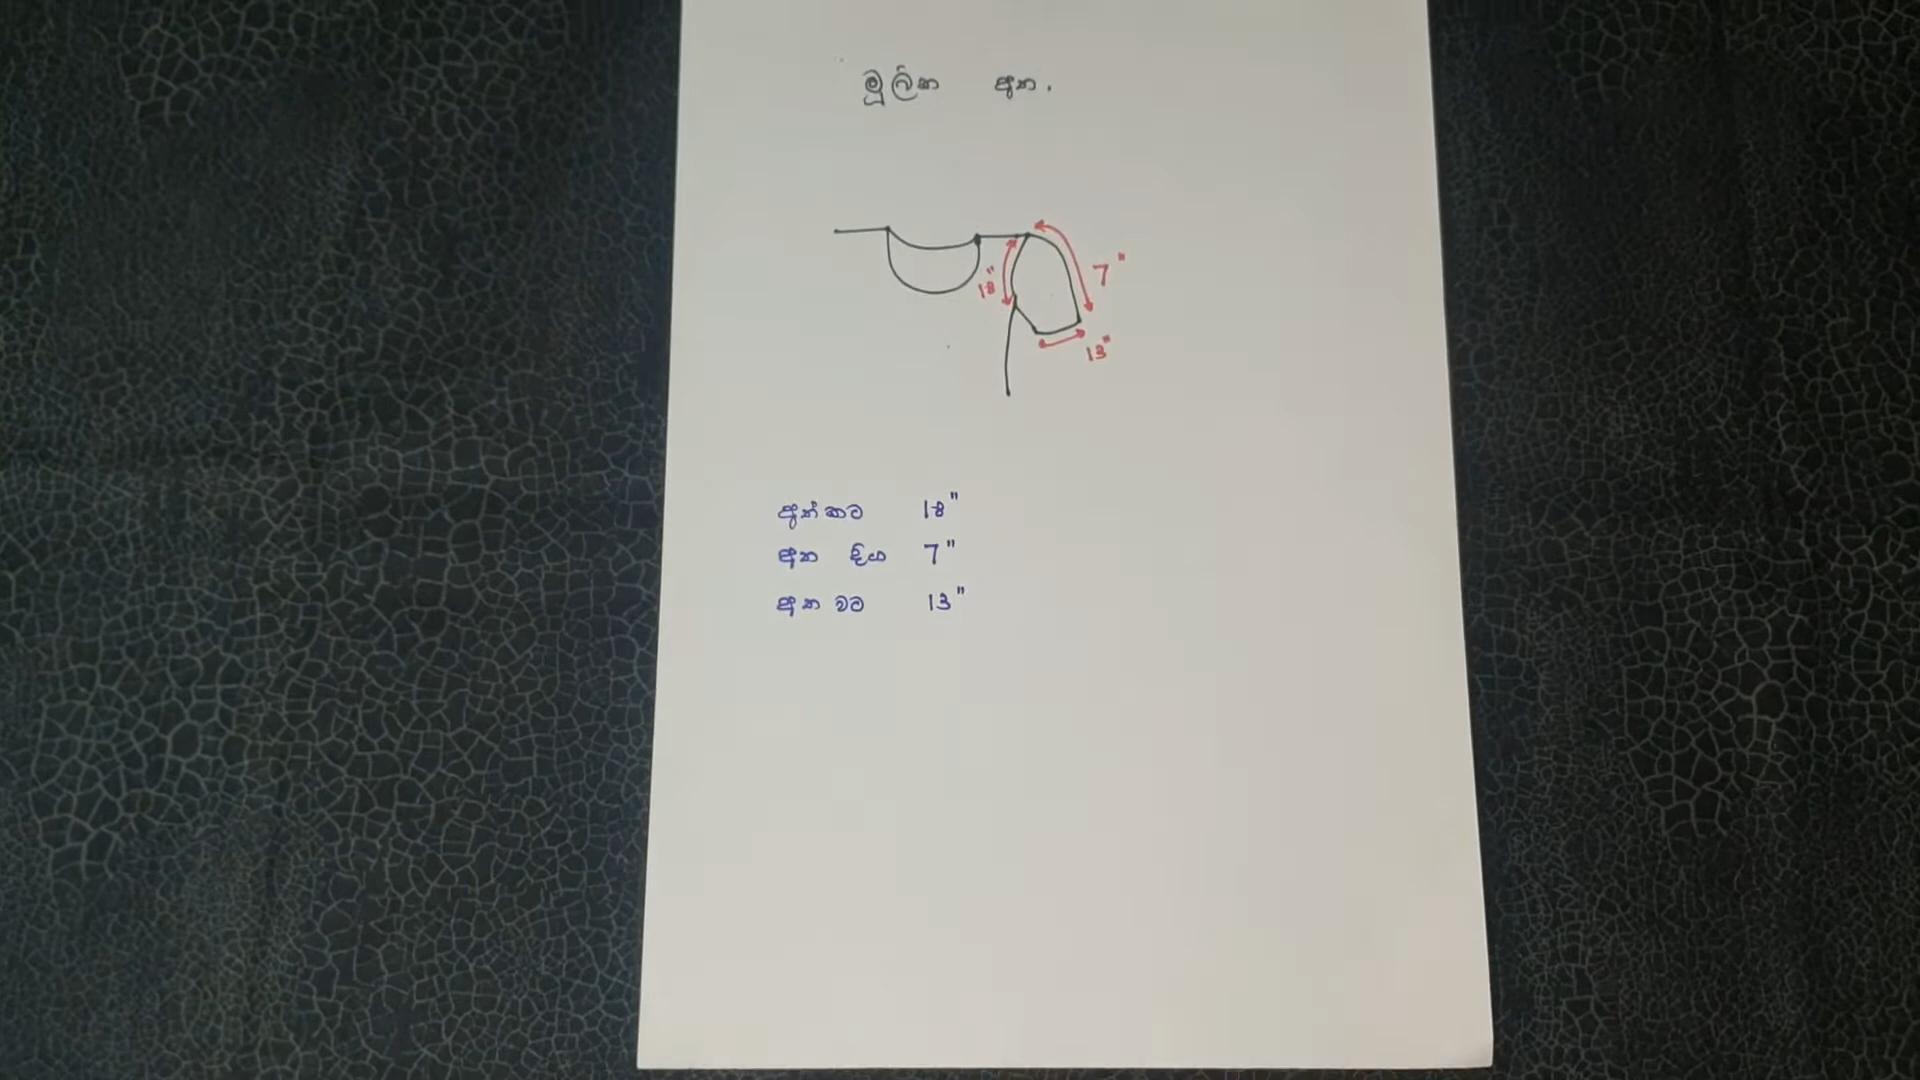 මූලික අත.
18"
7"
13"
අත්කට 18"
අත දිග 7"
අත වට 13"